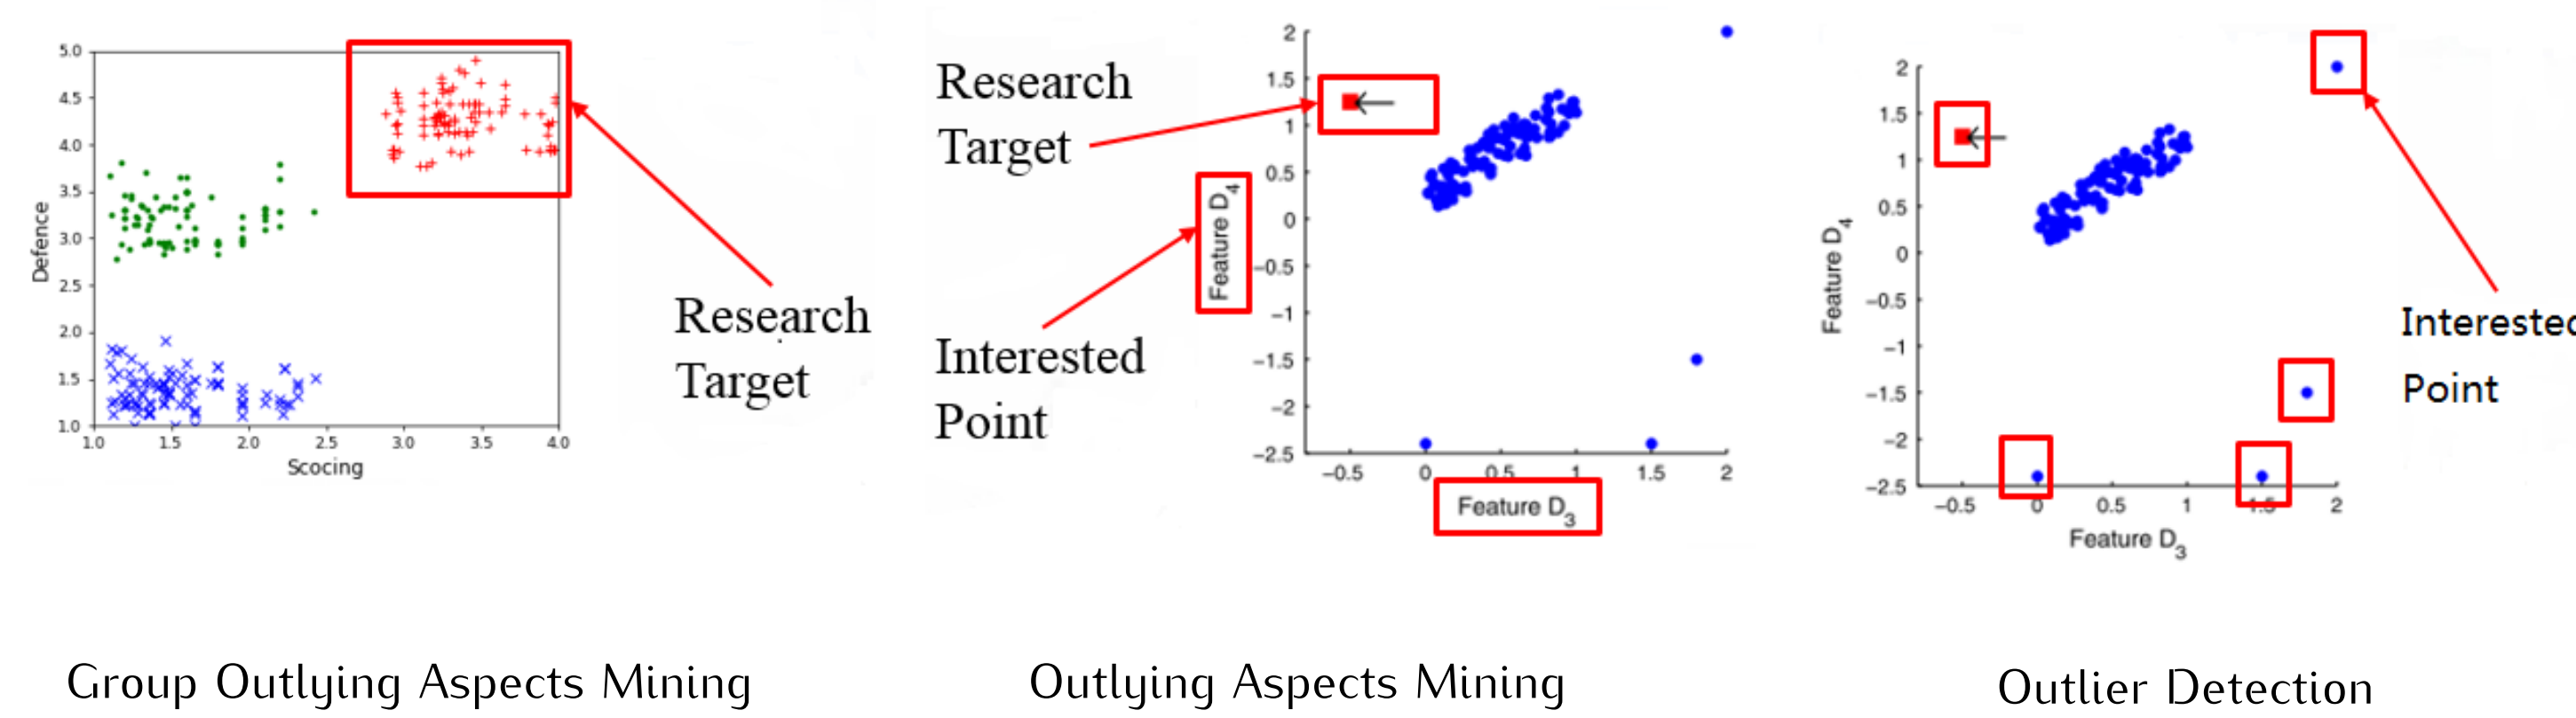 5.0
4.5
4.0
3.5
3.0
2.5
2.0
1.5
1.0
Defence
1.0 1.5 2.0 2.5 3.0 3.5 4.0
Scocing
Research
Target
Group Outlying Aspects Mining
Research
Target
Interested
Point
2
1.5
1
0.5
0
−0.5
−1
−1.5
−2
−2.5
Feature D4
−0.5 0 0.5 1 1.5 2
Feature D3
Outlying Aspects Mining
2
1.5
1
0.5
0
−0.5
−1
−1.5
−2
−2.5
Feature D4
−0.5 0 0.5 1 1.5 2
Feature D3
Interested
Point
Outlier Detection